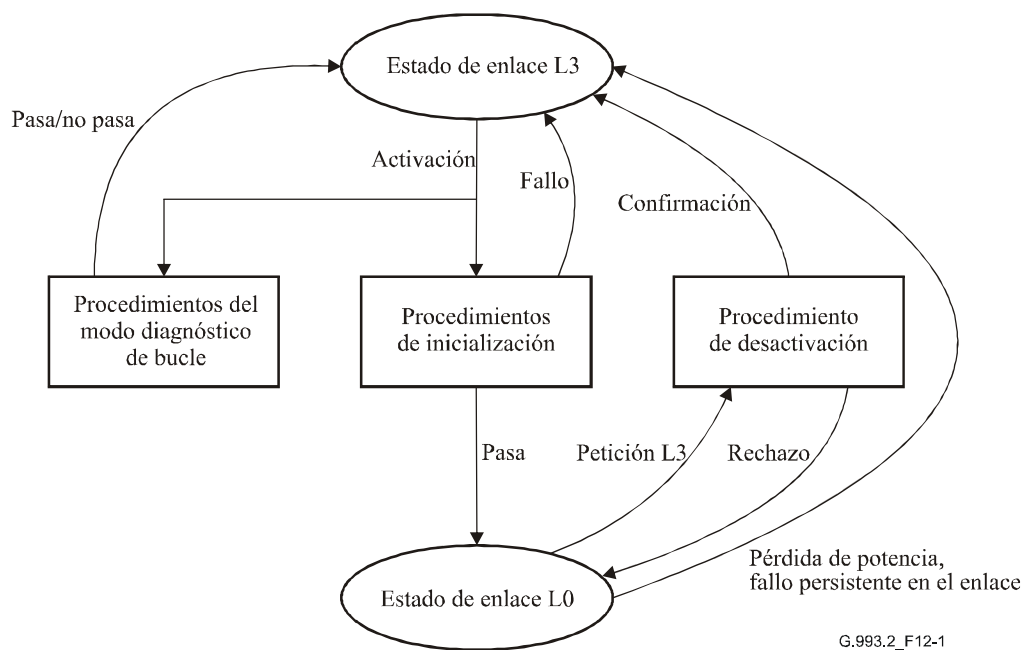 Estado de enlace L3
Pasa/no pasa
Activación
Fallo
Confirmación
Procedimientos del
modo diagnóstico
de bucle
Procedimientos
de inicialización
Procedimiento
de desactivación
Pasa
Petición L3
Rechazo
Pérdida de potencia,
fallo persistente en el enlace
Estado de enlace L0
G.993.2_F12-1